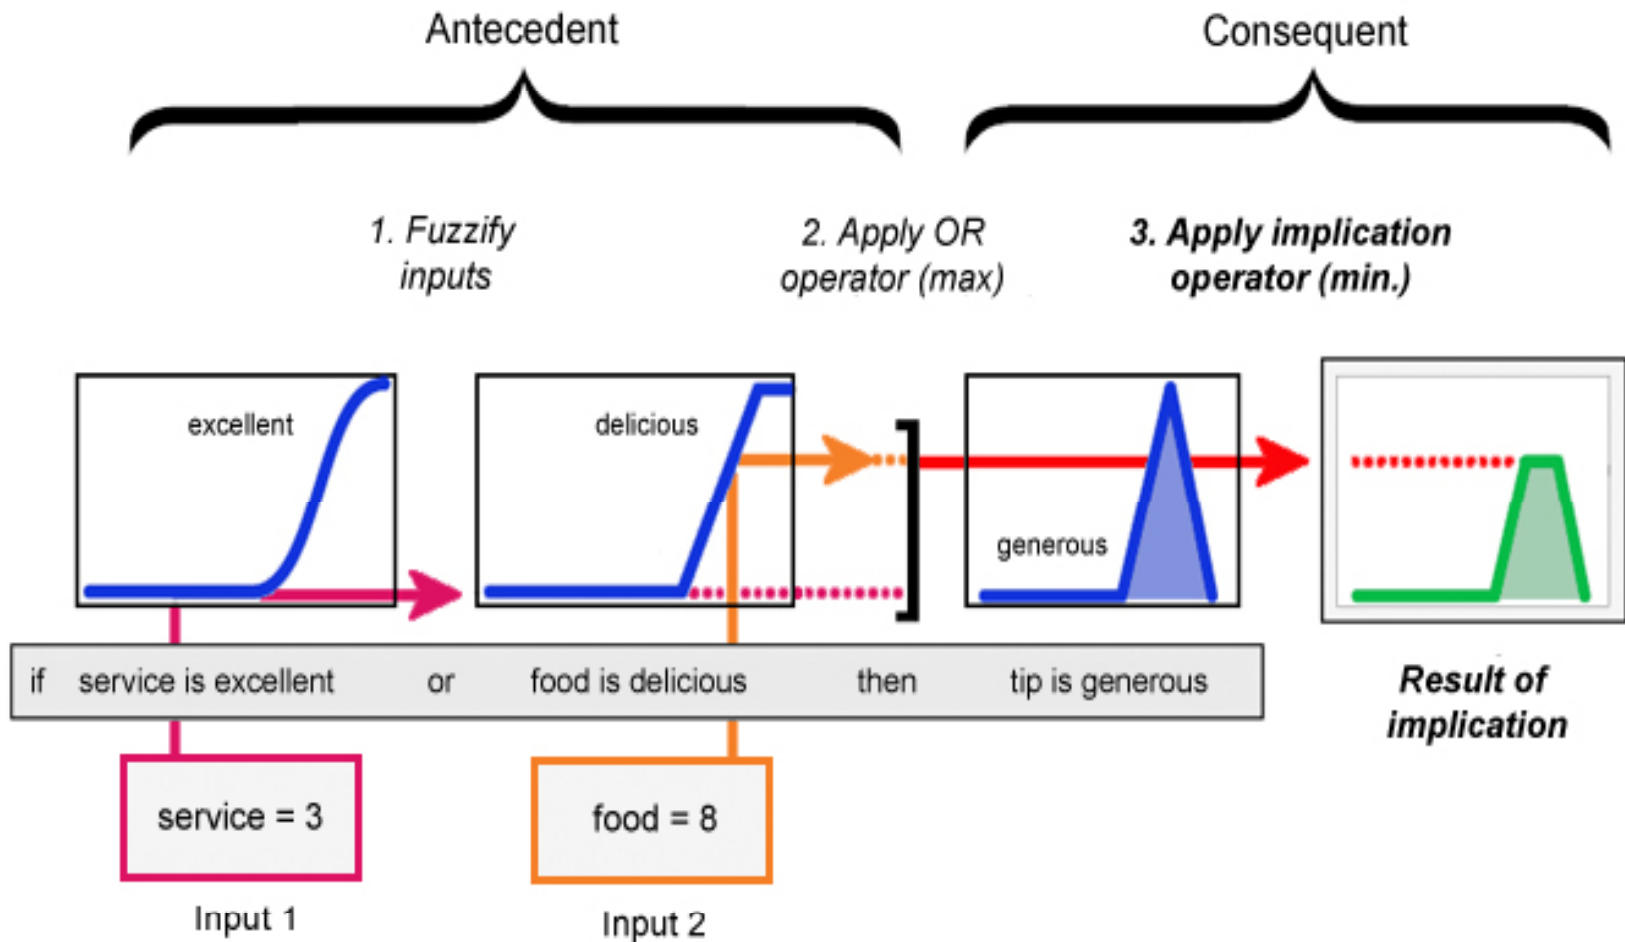 Antecedent
Consequent
1. Fuzzify
inputs
2. Apply OR
operator (max)
3. Apply implication
operator (min.)
excellent
delicious
generous
if service is excellent or food is delicious then tip is generous
Result of
implication
service = 3
food = 8
Input 1
Input 2